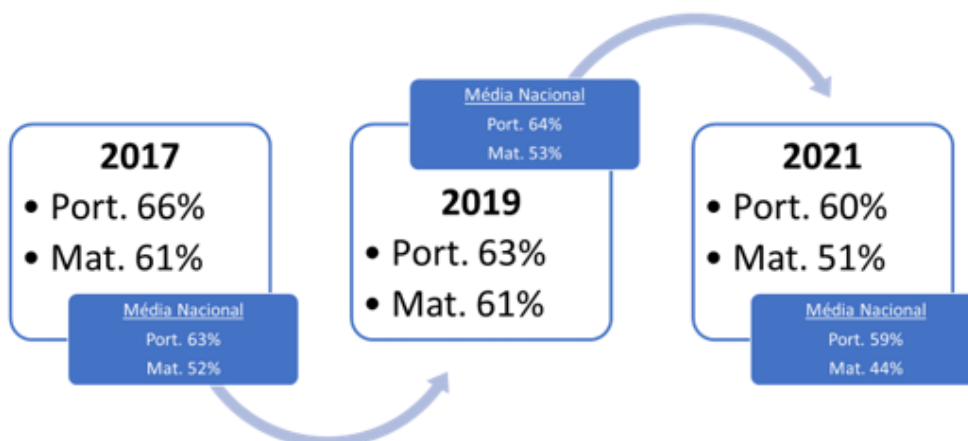 2017
• Port. 66%
• Mat. 61%
Média Nacional
Port. 63%
Mat. 52%
Média Nacional
Port. 64%
Mat. 53%
2019
• Port. 63%
• Mat. 61%
2021
• Port. 60%
• Mat. 51%
Média Nacional
Port. 59%
Mat. 44%